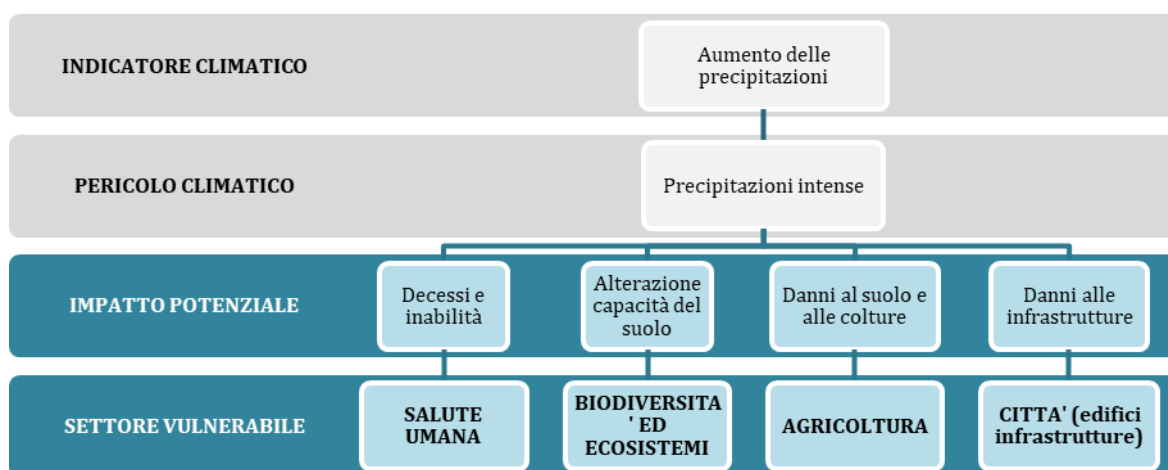 INDICATORE CLIMATICO
Aumento delle
precipitazioni
PERICOLO CLIMATICO
Precipitazioni intense
IMPATTO POTENZIALE
Decessi e
inabilità
Alterazione
capacità del
suolo
Danni al suolo e
alle colture
Danni alle
infrastrutture
SETTORE VULNERABILE
SALUTE
UMANA
BIODIVERSITA
' ED
ECOSISTEMI
AGRICOLTURA
CITTA' (edifici
infrastrutture)